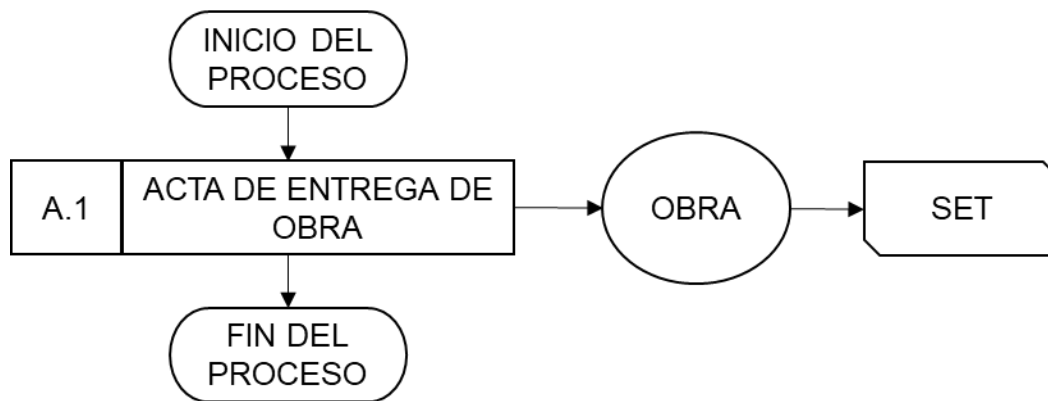 INICIO DEL
PROCESO
A.1
ACTA DE ENTREGA DE
OBRA
OBRA
SET
FIN DEL
PROCESO